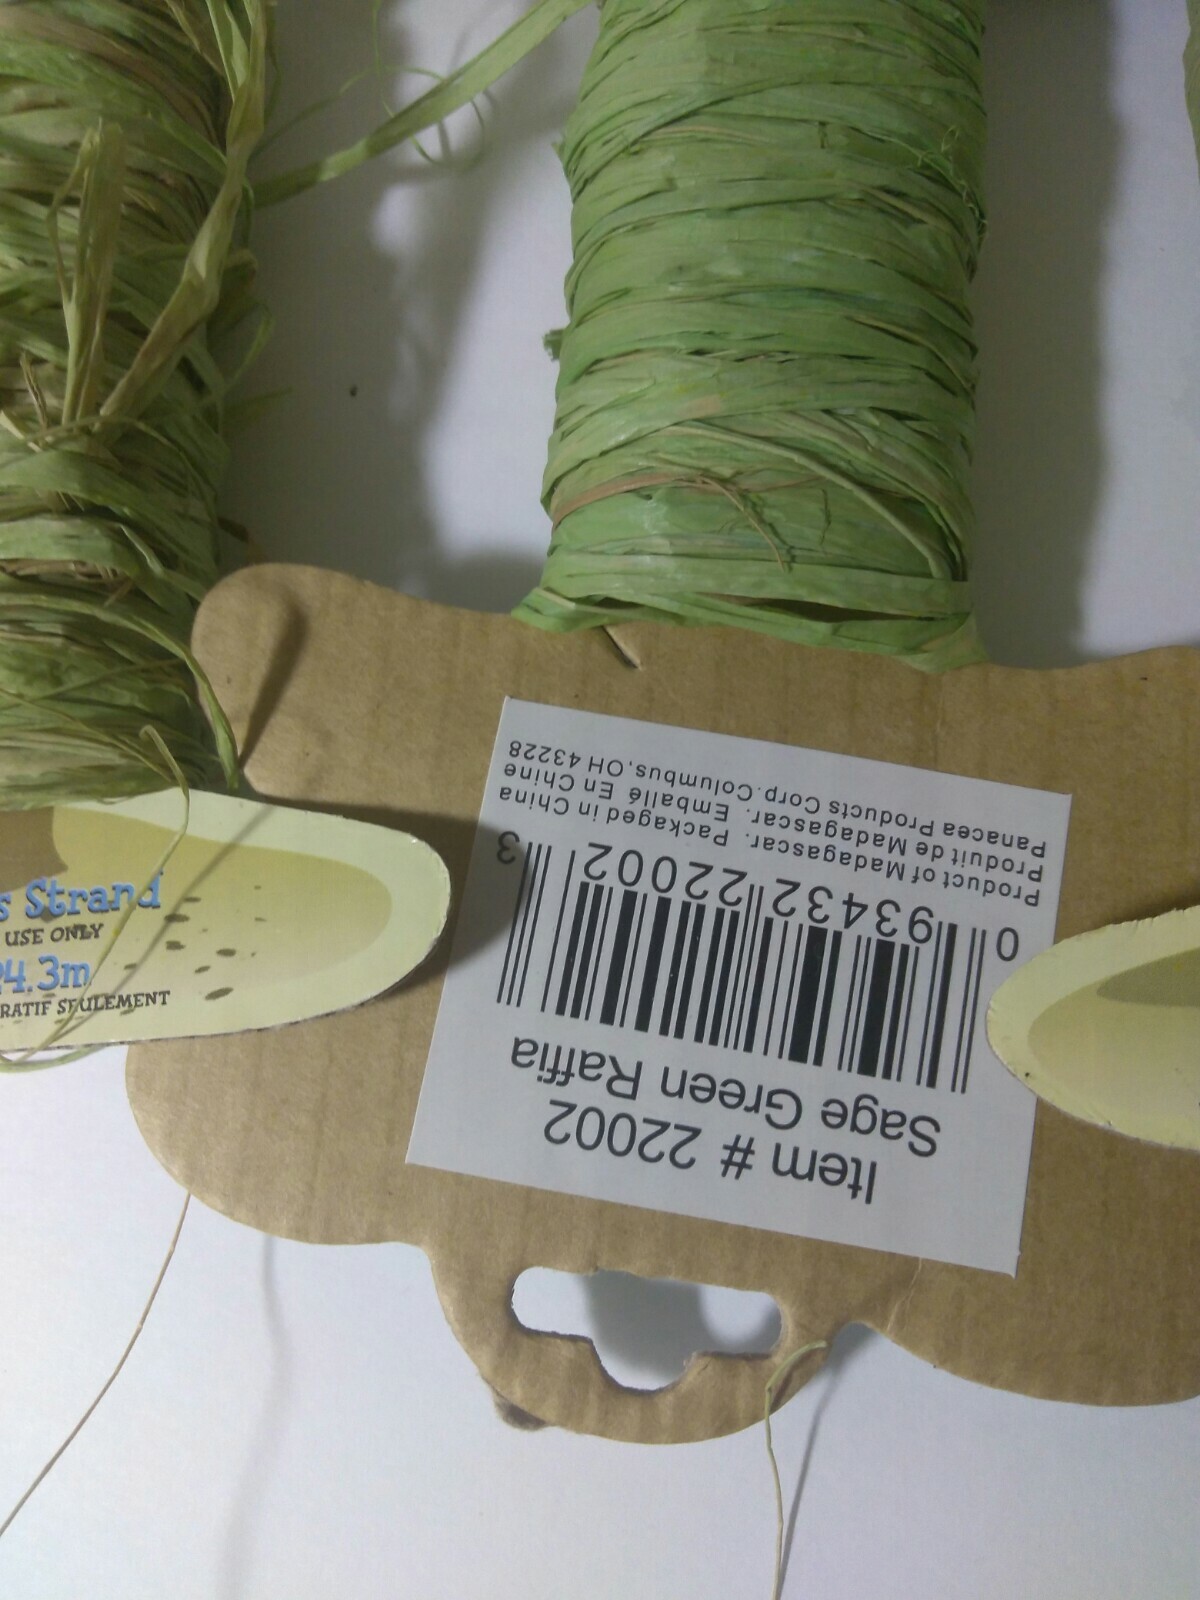 Item # 22002
Sage Green Raffia
0 93432 22002 3
Product of Madagascar. Packaged in China
Produit de Madagascar. Emballé En Chine
Panacea Products Corp. Columbus, OH 43228
s Strand
USE ONLY
24.3m
RATIF SEULEMENT